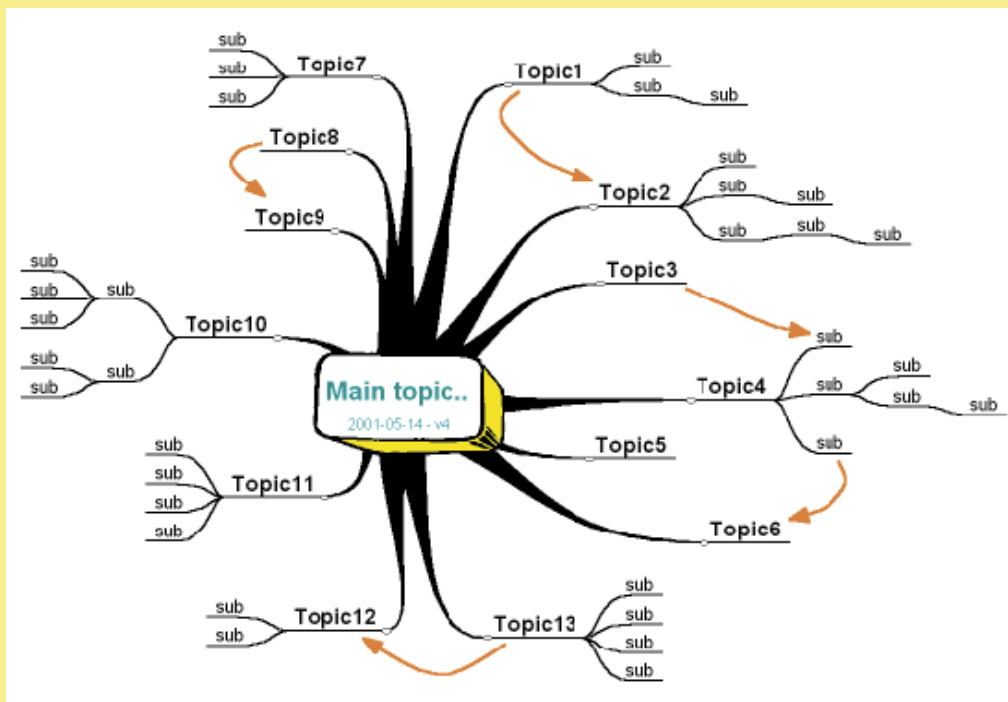 Main topic..
2001-05-14 - v4
Topic1
sub
sub
sub
Topic2
sub
sub
sub
sub
sub
sub
Topic3
Topic4
sub
sub
sub
sub
sub
sub
Topic5
Topic6
Topic7
sub
sub
sub
Topic8
Topic9
Topic10
sub
sub
sub
sub
sub
sub
sub
Topic11
sub
sub
sub
sub
Topic12
sub
sub
Topic13
sub
sub
sub
sub